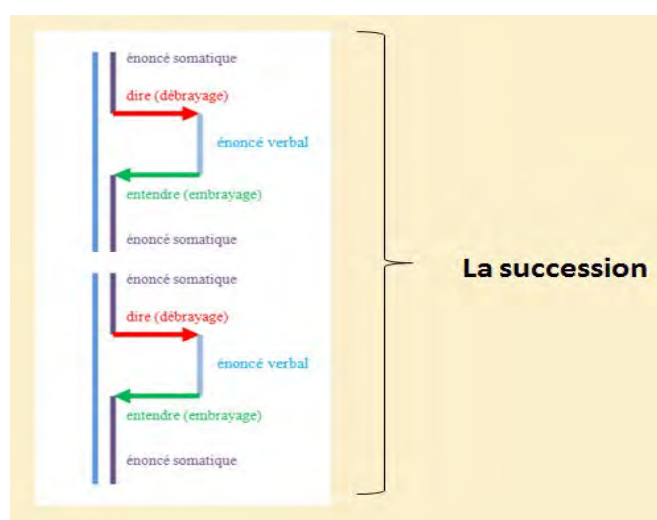 énoncé somatique
dire (débrayage)
énoncé verbal
entendre (embrayage)
énoncé somatique
énoncé somatique
dire (débrayage)
énoncé verbal
entendre (embrayage)
énoncé somatique
La succession